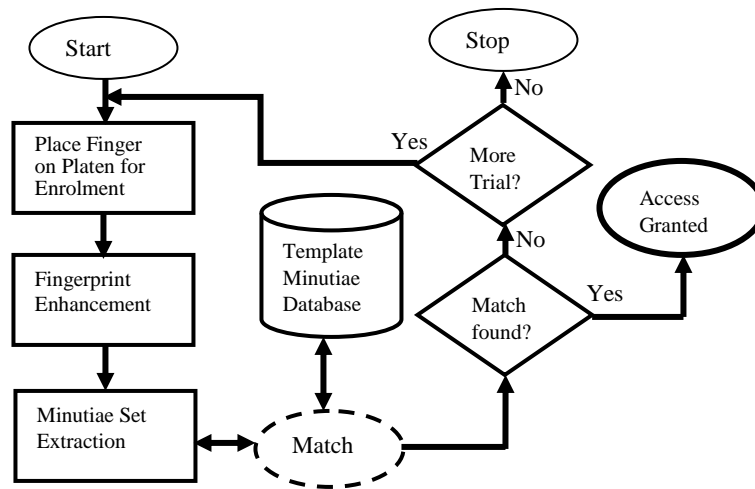 Start
Stop
No
Yes
Place Finger
on Platen for
Enrolment
More
Trial?
Access
Granted
Template
Minutiae
Database
No
Fingerprint
Enhancement
Match
found?
Yes
Minutiae Set
Extraction
Match